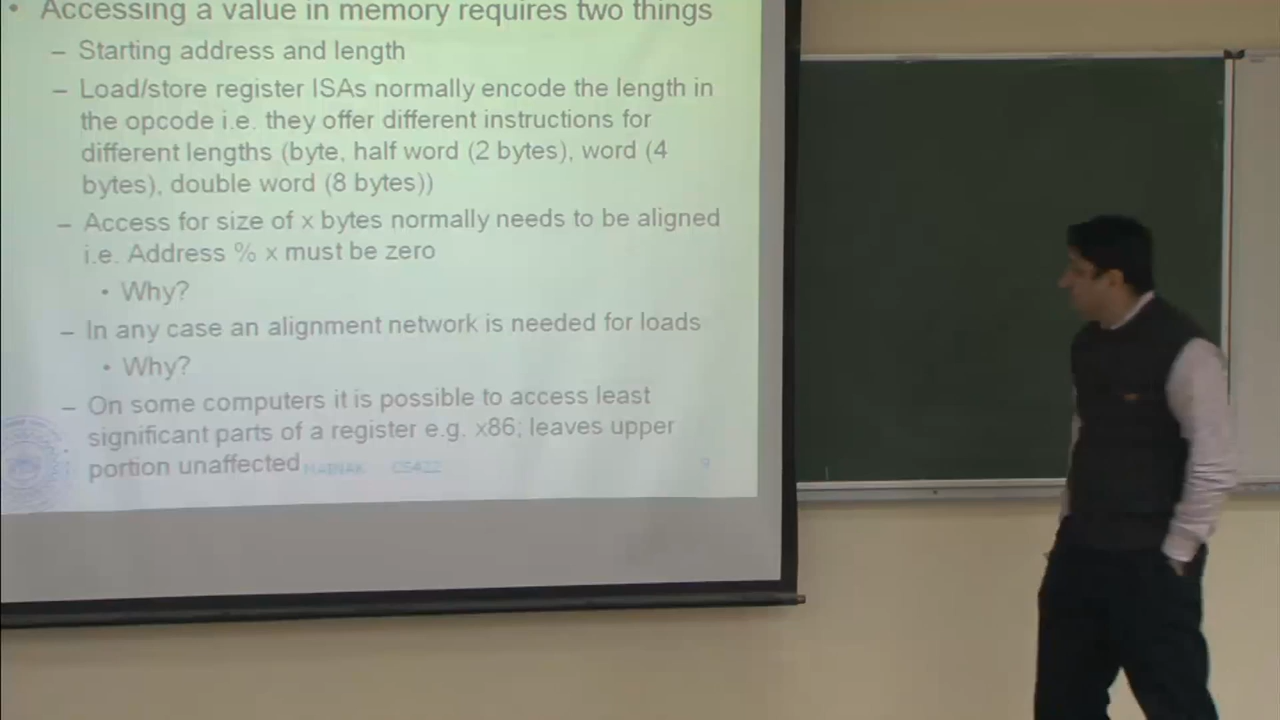 • Accessing a value in memory requires two things
– Starting address and length
– Load/store register ISAs normally encode the length in
the opcode i.e. they offer different instructions for
different lengths (byte, half word (2 bytes), word (4
bytes), double word (8 bytes))
– Access for size of x bytes normally needs to be aligned
i.e. Address % x must be zero
• Why?
– In any case an alignment network is needed for loads
• Why?
– On some computers it is possible to access least
significant parts of a register e.g. x86; leaves upper
portion unaffected
MAINAK CS422 9